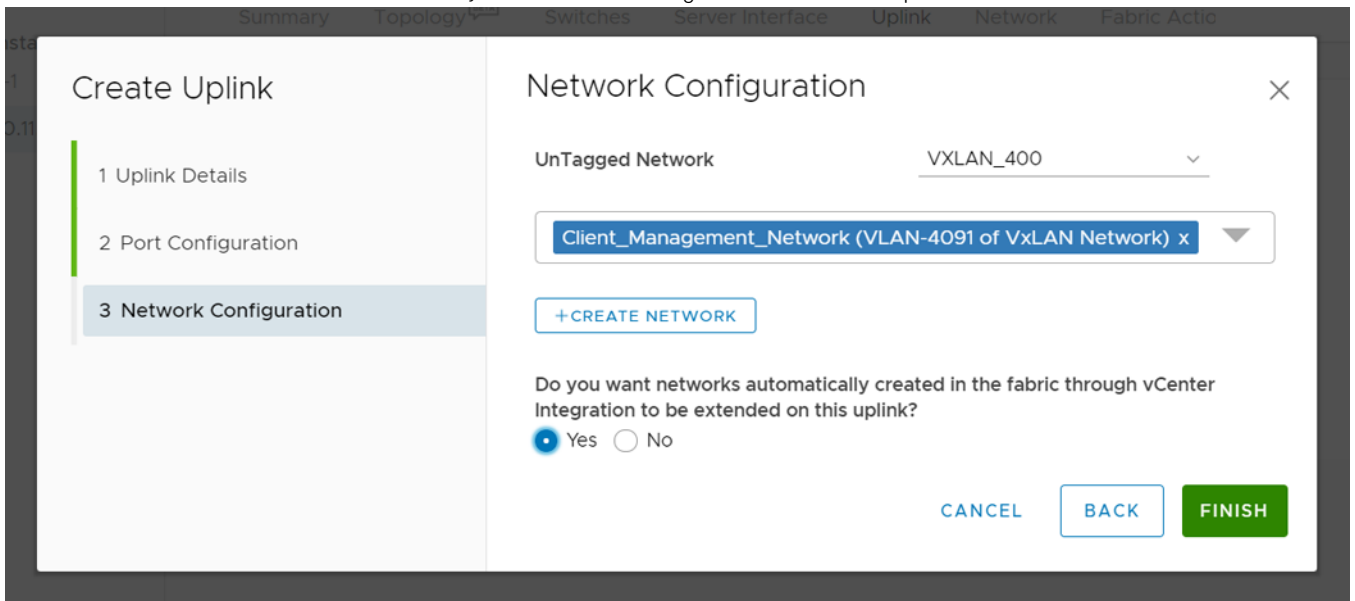 Summary Topology Switches Server Interface Uplink Network Fabric Actio
Create Uplink
1 Uplink Details
2 Port Configuration
3 Network Configuration
Network Configuration
UnTagged Network VXLAN_400
Client_Management_Network (VLAN-4091 of VxLAN Network) x
+CREATE NETWORK
Do you want networks automatically created in the fabric through vCenter
Integration to be extended on this uplink?
Yes No
CANCEL BACK FINISH